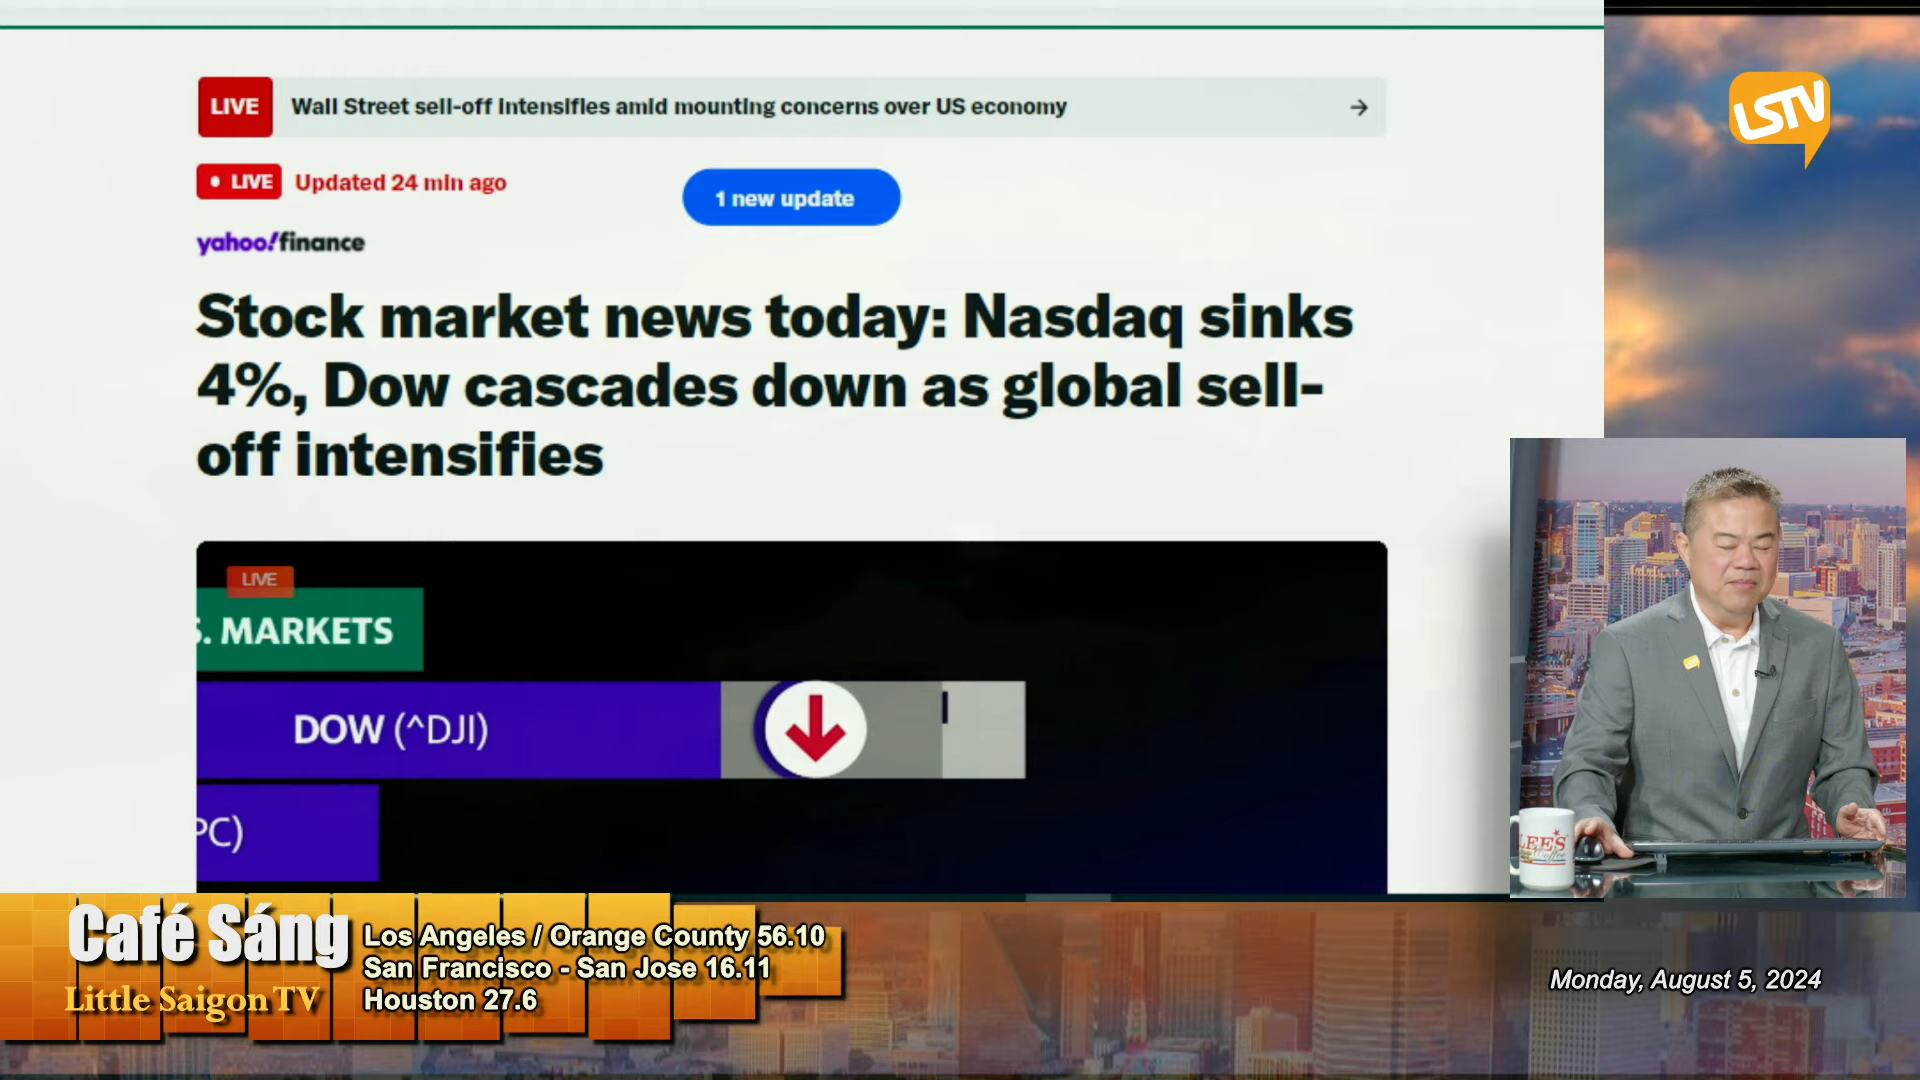 LIVE Wall Street sell-off intensifies amid mounting concerns over US economy
LSTV
LIVE Updated 24 min ago
1 new update
yahoo!finance
Stock market news today: Nasdaq sinks
4%, Dow cascades down as global sell-
off intensifies
LIVE
S. MARKETS
DOW (^DJI)
PC)
LEE'S
Coffee
Café Sáng
Little Saigon TV
Los Angeles / Orange County 56.10
San Francisco - San Jose 16.11
Houston 27.6
Monday, August 5, 2024